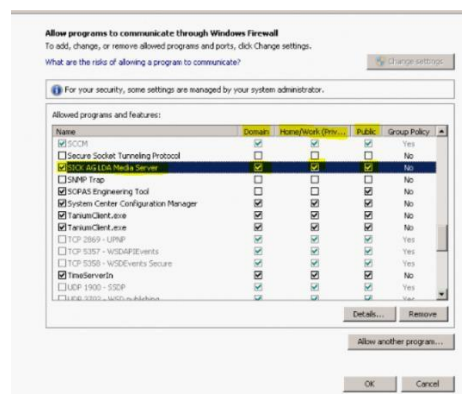 Allow programs to communicate through Windows Firewall
To add, change, or remove allowed programs and ports, click Change settings.
What are the risks of allowing a program to communicate?
Change settings
For your security, some settings are managed by your system administrator.
Allowed programs and features:
Name Domain Home/Work (Priv... Public Group Policy
SCCM Yes
Secure Socket Tunneling Protocol No
SICK AG LDA Media Server No
SNMP Trap No
SOPAS Engineering Tool No
System Center Configuration Manager No
TaniumClient.exe No
TaniumClient.exe No
TCP 2869 - UPNP Yes
TCP 5357 - WSDAPIEvents Yes
TCP 5358 - WSDEvents Secure Yes
TimeServerIn No
UDP 1900 - SSDP Yes
UDP 3702 - WSD publishing Yes
Details... Remove
Allow another program...
OK Cancel